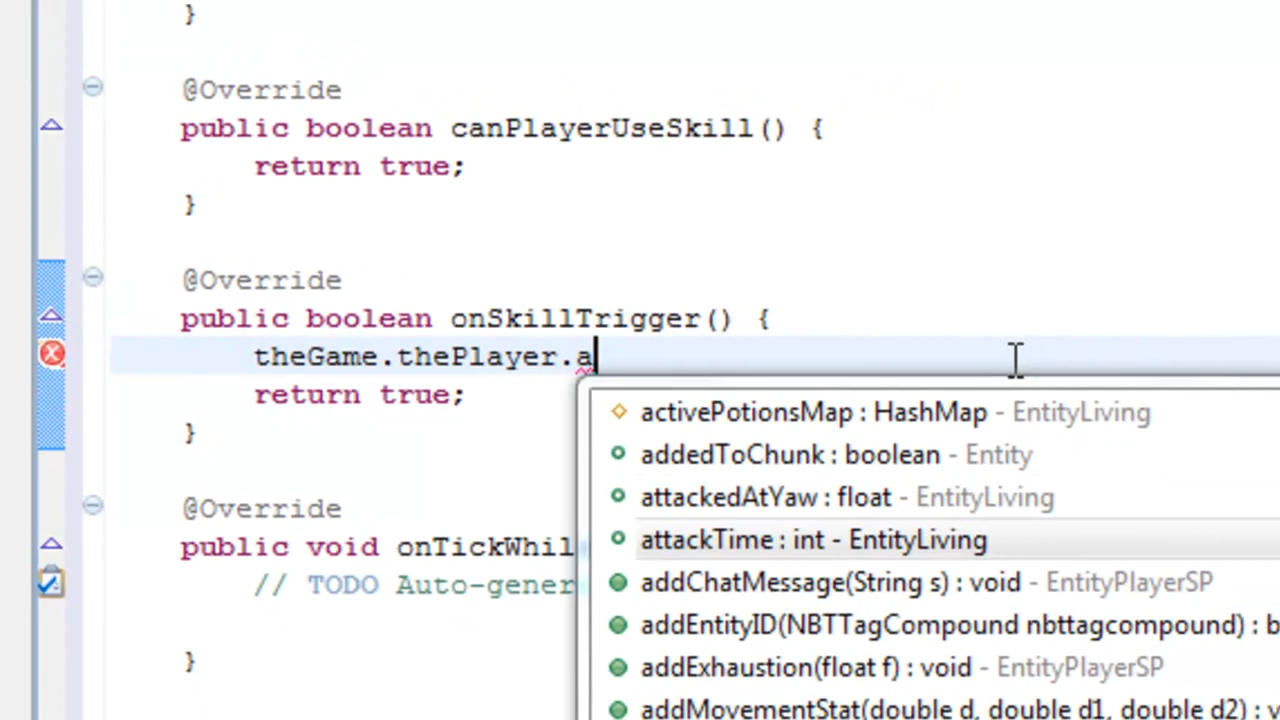 }
@Override
public boolean canPlayerUseSkill() {
return true;
}
@Override
public boolean onSkillTrigger() {
theGame.thePlayer.a
return true;
}
@Override
public void onTickWhil
// TODO Auto-gener
}
activePotionsMap : HashMap - EntityLiving
addedToChunk : boolean - Entity
attackedAtYaw : float - EntityLiving
attackTime : int - EntityLiving
addChatMessage(String s) : void - EntityPlayerSP
addEntityID(NBTTagCompound nbttagcompound) : b
addExhaustion(float f) : void - EntityPlayerSP
addMovementStat(double d, double d1, double d2) : v